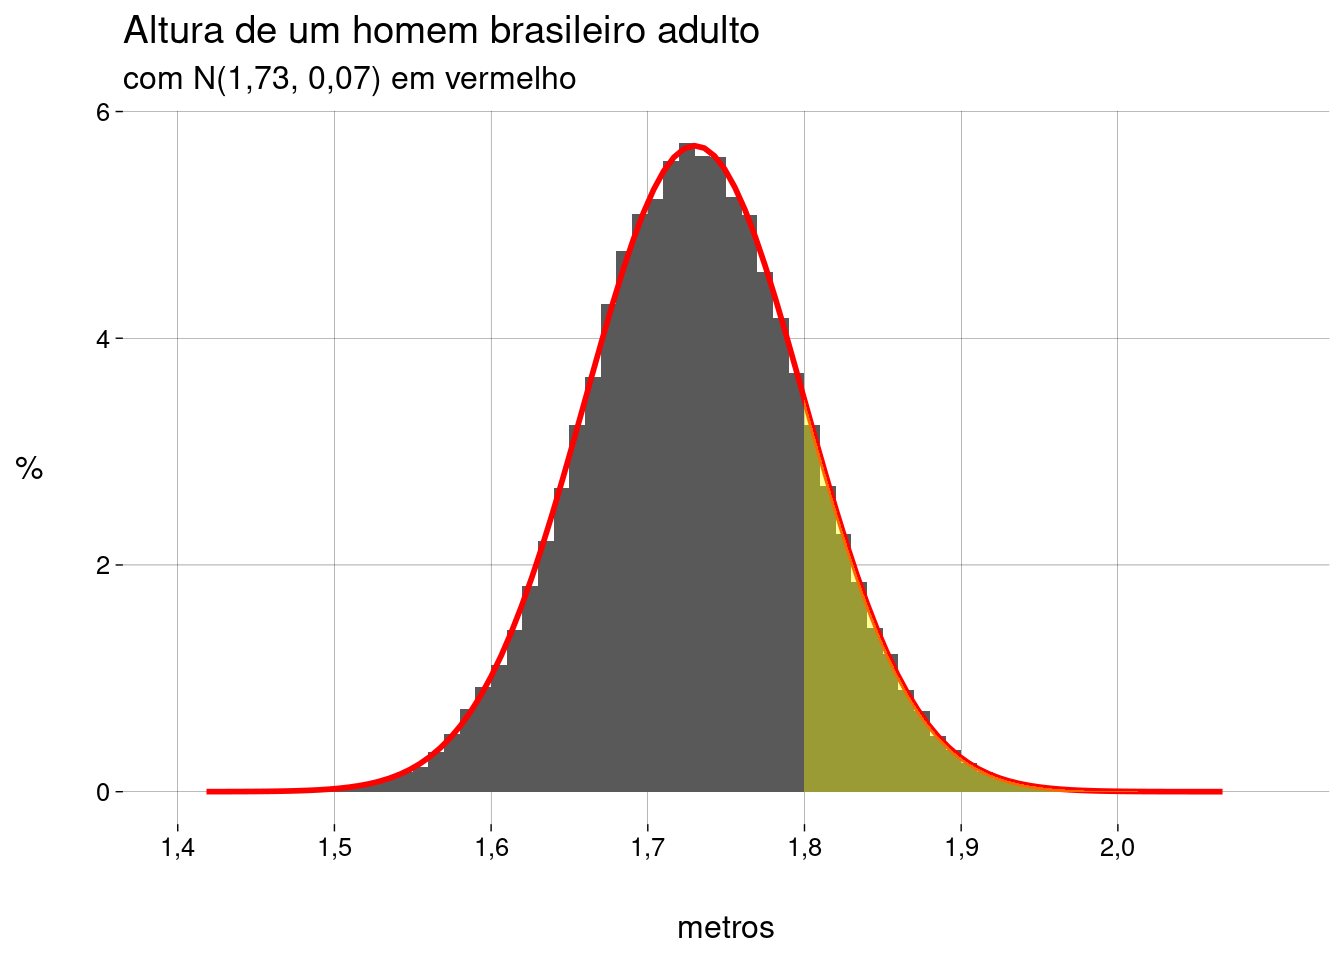 Altura de um homem brasileiro adulto
com N(1,73, 0,07) em vermelho
6
4
%
2
0
1,4 1,5 1,6 1,7 1,8 1,9 2,0
metros